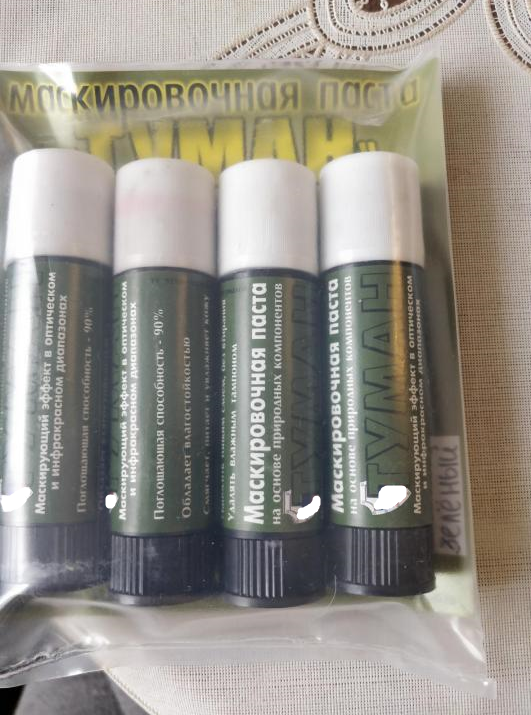 маскировочная паста
ТУМАН"
Маскирующий эффект в оптическом
и инфракрасном диапазонах
Поглощающая способность - 90%
Маскирующий эффект в оптическом
и инфракрасном диапазонах
Поглощающая способность - 90%
Обладает влагостойкостью
Смягчает, питает и увлажняет кожу
Удалять влажным тампоном
Маскировочная паста
на основе природных компонентов
ТУМАН
Маскировочная паста
на основе природных компонентов
ТУМАН
Маскирующий эффект в оптическом
и инфракрасном диапазонах
зелёный